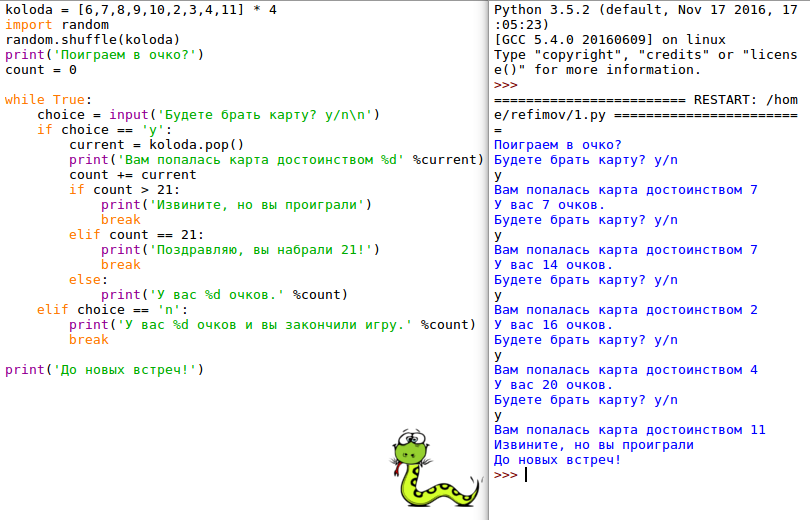 koloda = [6,7,8,9,10,2,3,4,11] * 4
import random
random.shuffle(koloda)
print('Поиграем в очко?')
count = 0
while True:
    choice = input('Будете брать карту? y/n\n')
    if choice == 'y':
        current = koloda.pop()
        print('Вам попалась карта достоинством %d' %current)
        count += current
        if count > 21:
            print('Извините, но вы проиграли')
            break
        elif count == 21:
            print('Поздравляю, вы набрали 21!')
            break
        else:
            print('У вас %d очков.' %count)
    elif choice == 'n':
        print('У вас %d очков и вы закончили игру.' %count)
        break
print('До новых встреч!')
Python 3.5.2 (default, Nov 17 2016, 17
:05:23)
[GCC 5.4.0 20160609] on linux
Type "copyright", "credits" or "licens
e()" for more information.
>>>
======================== RESTART: /hom
e/refimov/1.py =======================
=
Поиграем в очко?
Будете брать карту? y/n
y
Вам попалась карта достоинством 7
У вас 7 очков.
Будете брать карту? y/n
y
Вам попалась карта достоинством 7
У вас 14 очков.
Будете брать карту? y/n
y
Вам попалась карта достоинством 2
У вас 16 очков.
Будете брать карту? y/n
y
Вам попалась карта достоинством 4
У вас 20 очков.
Будете брать карту? y/n
y
Вам попалась карта достоинством 11
Извините, но вы проиграли
До новых встреч!
>>>